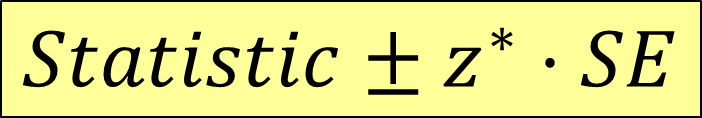 Statistic ± z* · SE